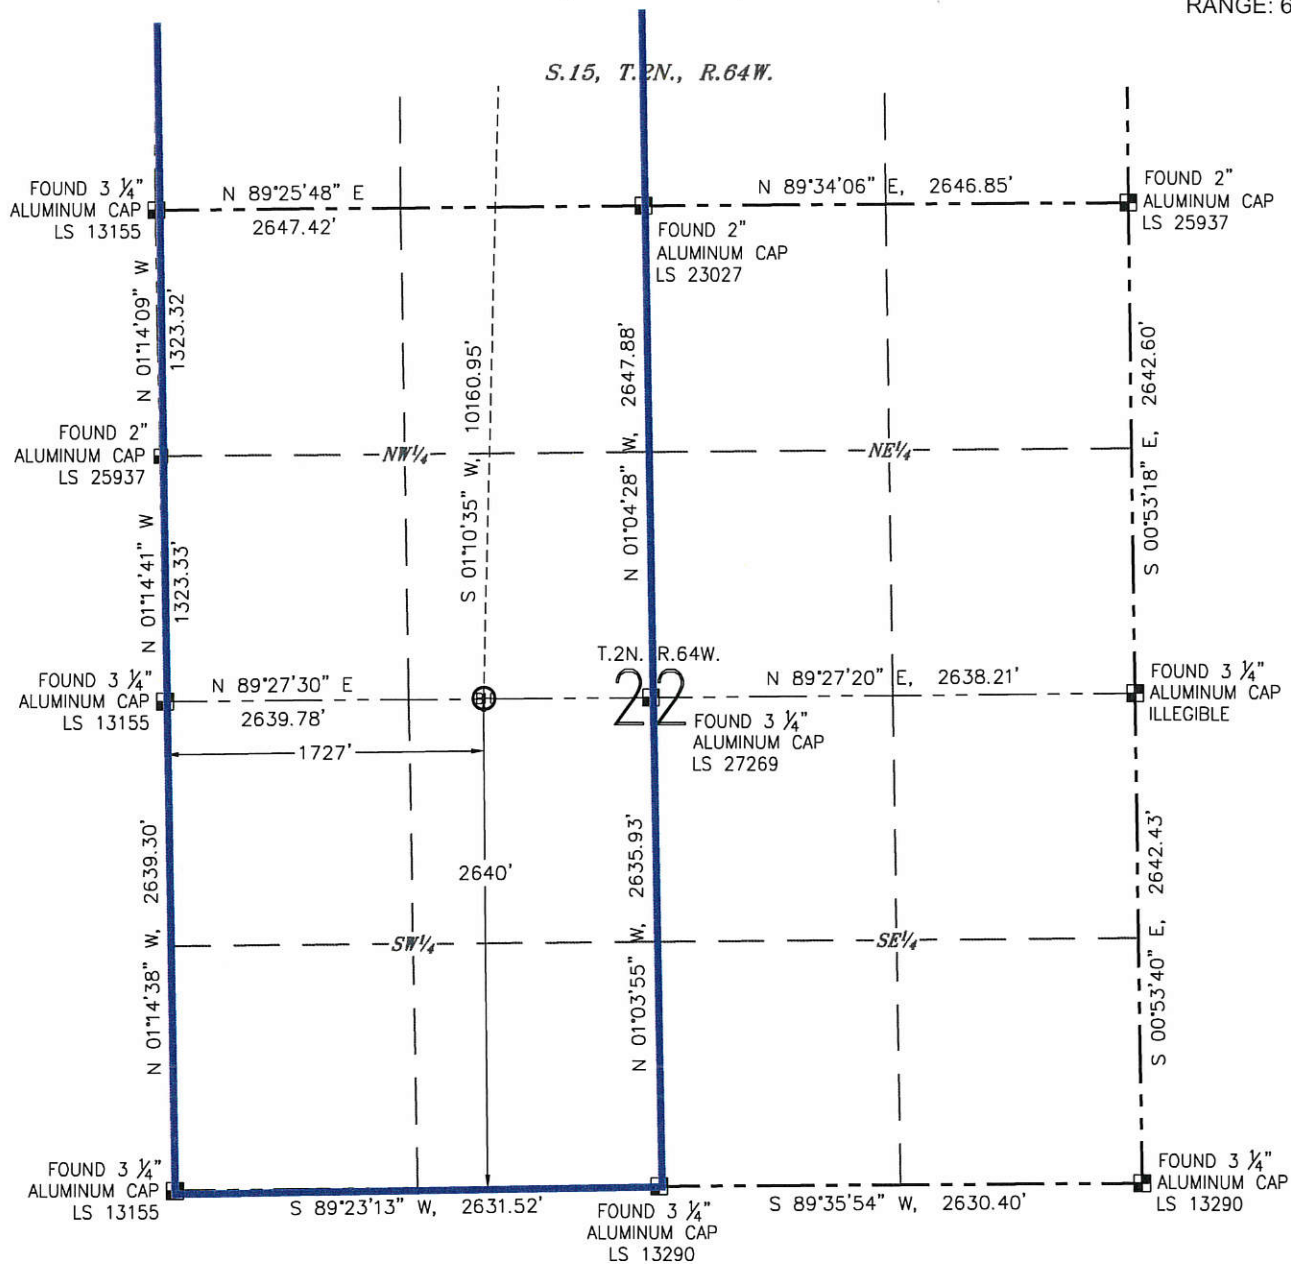 RANGE: 6
S.15, T.2N., R.64W.
FOUND 3 ¼"
ALUMINUM CAP
LS 13155
N 89°25'48" E
2647.42'
N 89°34'06" E, 2646.85'
FOUND 2"
ALUMINUM CAP
LS 25937
FOUND 2"
ALUMINUM CAP
LS 23027
N 01°14'09" W
1323.32'
S 01°10'35" W, 10160.95'
N 01°04'28" W, 2647.88'
S 00°53'18" E, 2642.60'
FOUND 2"
ALUMINUM CAP
LS 25937
NW¼
NE¼
N 01°14'41" W
1323.33'
T.2N. R.64W.
22
FOUND 3 ¼"
ALUMINUM CAP
LS 13155
N 89°27'30" E
2639.78'
N 89°27'20" E, 2638.21'
FOUND 3 ¼"
ALUMINUM CAP
ILLEGIBLE
FOUND 3 ¼"
ALUMINUM CAP
LS 27269
1727'
2640'
N 01°14'38" W, 2639.30'
N 01°03'55" W, 2635.93'
S 00°53'40" E, 2642.43'
SW¼
SE¼
FOUND 3 ¼"
ALUMINUM CAP
LS 13155
S 89°23'13" W, 2631.52'
FOUND 3 ¼"
ALUMINUM CAP
LS 13290
S 89°35'54" W, 2630.40'
FOUND 3 ¼"
ALUMINUM CAP
LS 13290